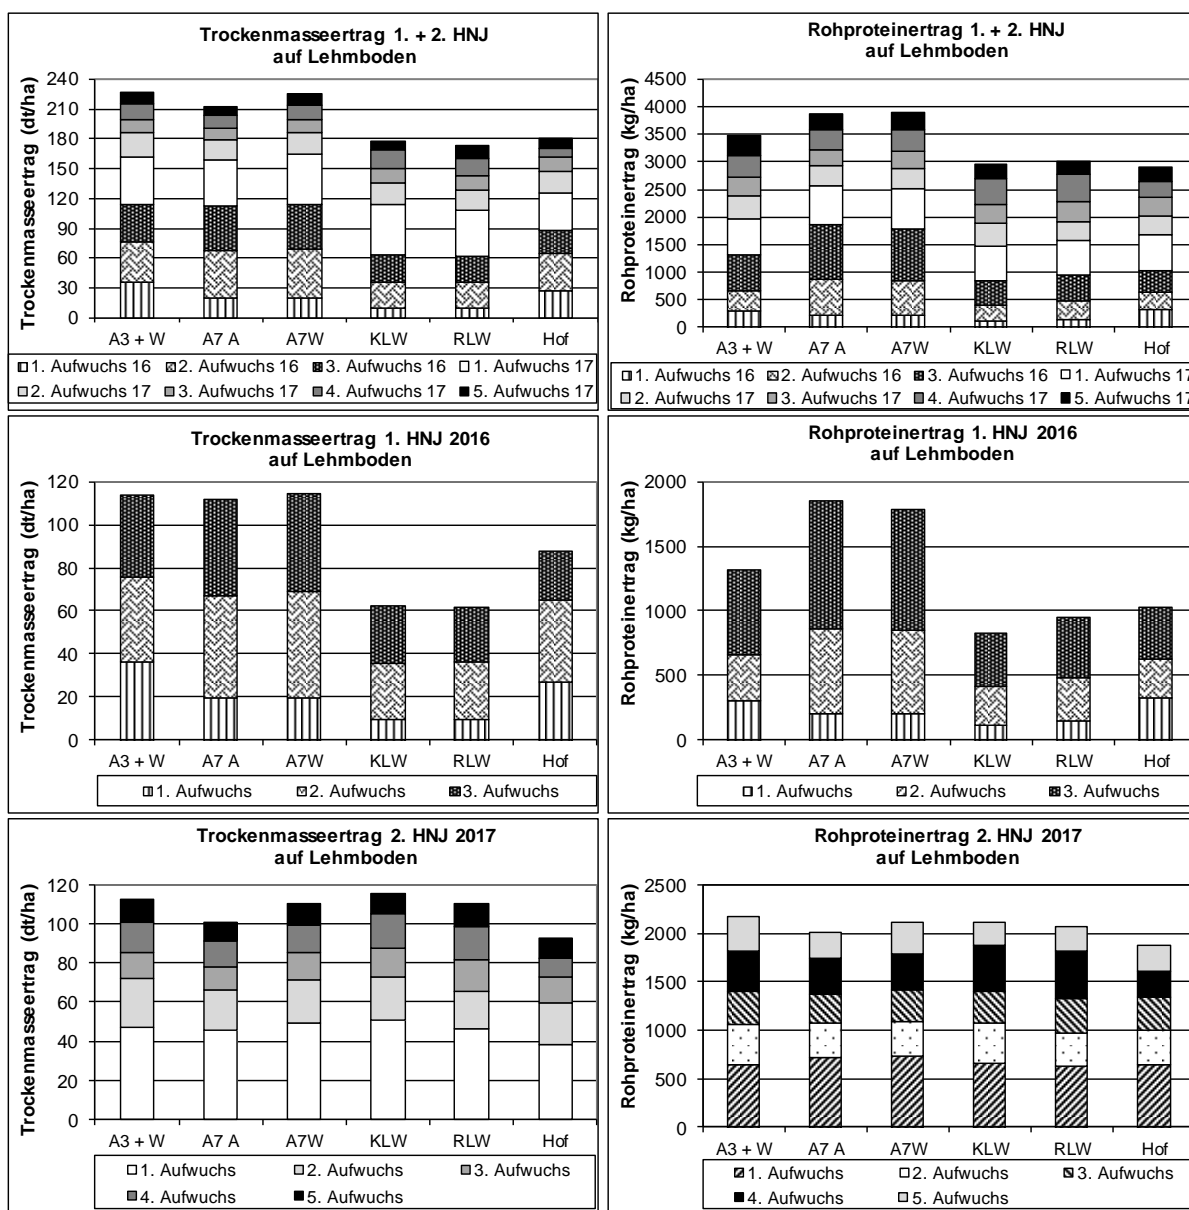 Trockenmasseertrag 1. + 2. HNJ
auf Lehmboden
Trockenmasseertrag (dt/ha)
240
210
180
150
120
90
60
30
0
A3 + W A7 A A7W KLW RLW Hof
1. Aufwuchs 16 2. Aufwuchs 16 3. Aufwuchs 16 1. Aufwuchs 17
2. Aufwuchs 17 3. Aufwuchs 17 4. Aufwuchs 17 5. Aufwuchs 17
Rohproteinertrag 1. + 2. HNJ
auf Lehmboden
Rohproteinertrag (kg/ha)
4500
4000
3500
3000
2500
2000
1500
1000
500
0
A3 + W A7 A A7W KLW RLW Hof
1. Aufwuchs 16 2. Aufwuchs 16 3. Aufwuchs 16 1. Aufwuchs 17
2. Aufwuchs 17 3. Aufwuchs 17 4. Aufwuchs 17 5. Aufwuchs 17
Trockenmasseertrag 1. HNJ 2016
auf Lehmboden
Trockenmasseertrag (dt/ha)
120
100
80
60
40
20
0
A3 + W A7 A A7W KLW RLW Hof
1. Aufwuchs 2. Aufwuchs 3. Aufwuchs
Rohproteinertrag 1. HNJ 2016
auf Lehmboden
Rohproteinertrag (kg/ha)
2000
1500
1000
500
0
A3 + W A7 A A7W KLW RLW Hof
1. Aufwuchs 2. Aufwuchs 3. Aufwuchs
Trockenmasseertrag 2. HNJ 2017
auf Lehmboden
Trockenmasseertrag (dt/ha)
120
100
80
60
40
20
0
A3 + W A7 A A7W KLW RLW Hof
1. Aufwuchs 2. Aufwuchs 3. Aufwuchs
4. Aufwuchs 5. Aufwuchs
Rohproteinertrag 2. HNJ 2017
auf Lehmboden
Rohproteinertrag (kg/ha)
2500
2000
1500
1000
500
0
A3 + W A7 A A7W KLW RLW Hof
1. Aufwuchs 2. Aufwuchs 3. Aufwuchs
4. Aufwuchs 5. Aufwuchs